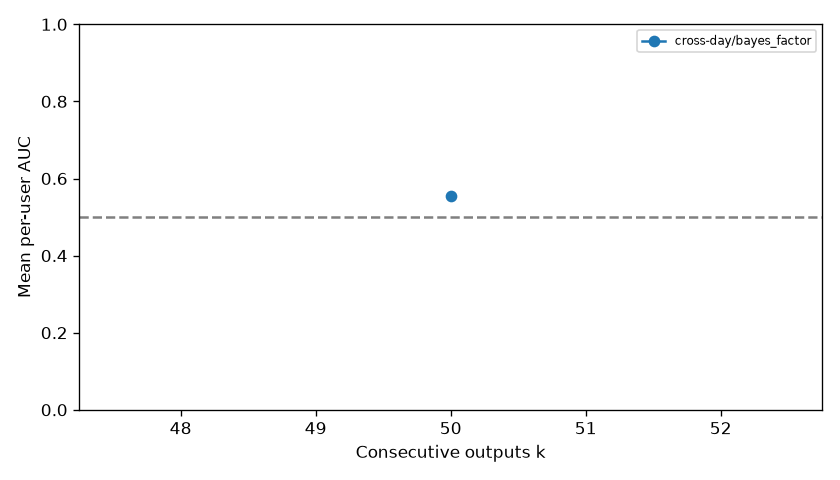 1.0
cross-day/bayes_factor
0.8
0.6
0.4
0.2
0.0
Mean per-user AUC
48 49 50 51 52
Consecutive outputs k